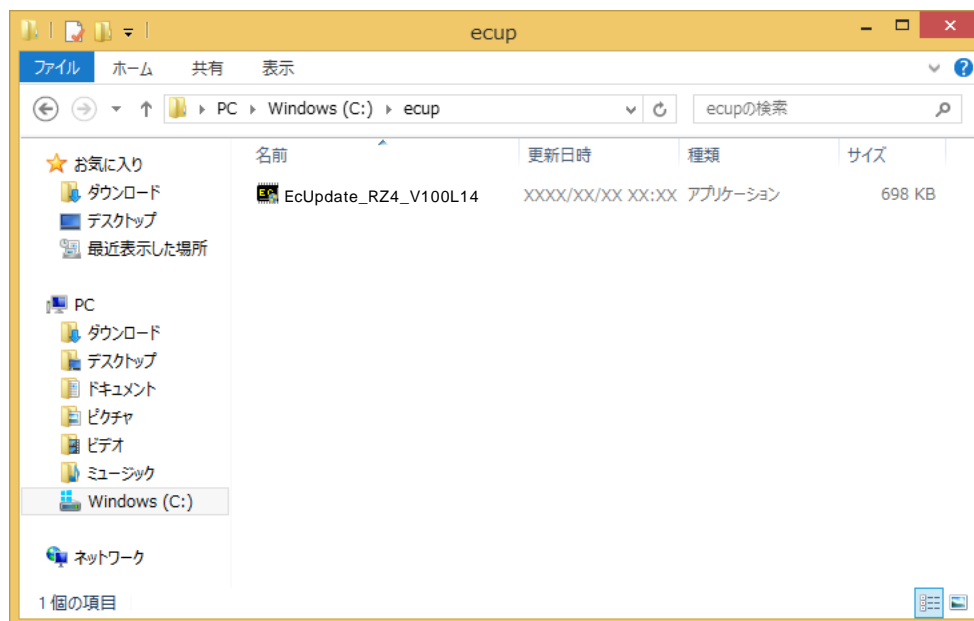 ecup
ファイル ホーム 共有 表示
PC Windows (C:) ecup ecupの検索
お気に入り
ダウンロード
デスクトップ
最近表示した場所
PC
ダウンロード
デスクトップ
ドキュメント
ピクチャ
ビデオ
ミュージック
Windows (C:)
ネットワーク
名前 更新日時 種類 サイズ
EcUpdate_RZ4_V100L14 XXXX/XX/XX XX:XX アプリケーション 698 KB
1 個の項目